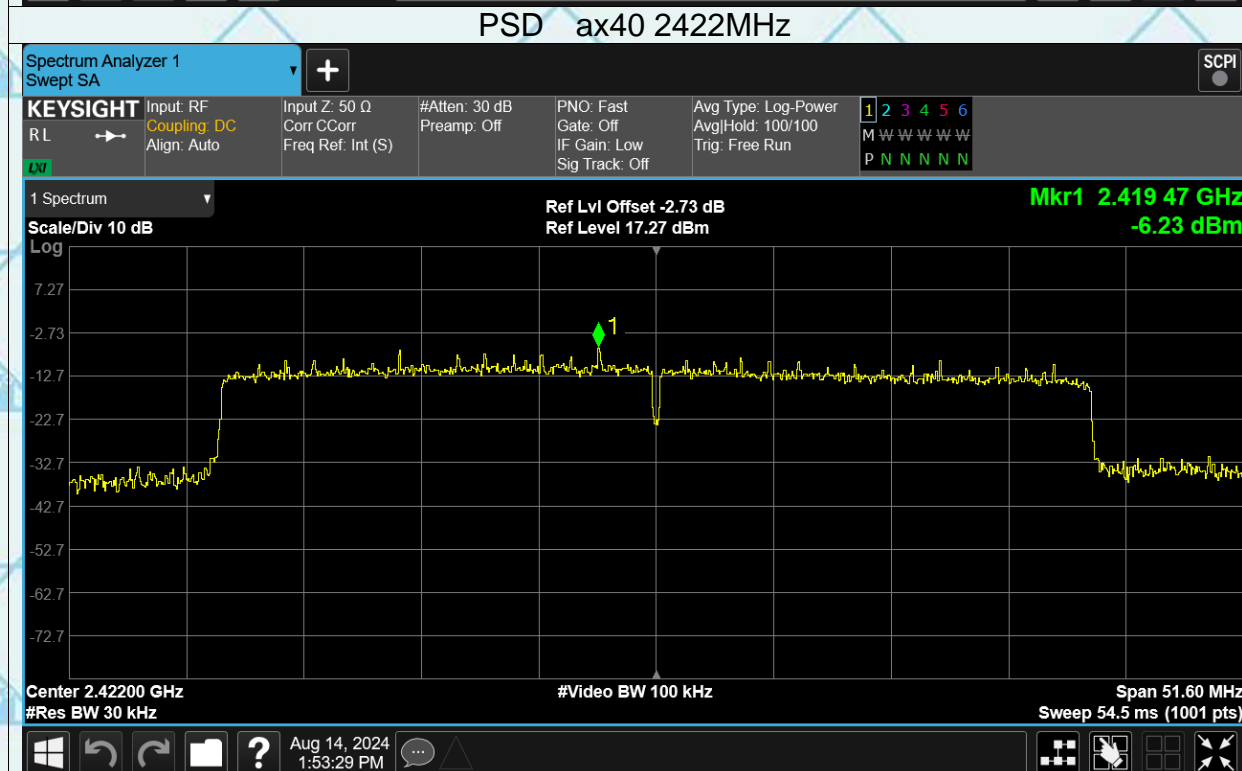 PSD ax40 2422MHz
Spectrum Analyzer 1
Swept SA
SCPI
KEYSIGHT
R L
LXI
Input: RF
Coupling: DC
Align: Auto
Input Z: 50 Ω
Corr CCorr
Freq Ref: Int (S)
#Atten: 30 dB
Preamp: Off
PNO: Fast
Gate: Off
IF Gain: Low
Sig Track: Off
Avg Type: Log-Power
Avg|Hold: 100/100
Trig: Free Run
1 2 3 4 5 6
M W W W W W
P N N N N N
1 Spectrum
Scale/Div 10 dB
Log
Ref Lvl Offset -2.73 dB
Ref Level 17.27 dBm
Mkr1 2.419 47 GHz
-6.23 dBm
7.27
-2.73
-12.7
-22.7
-32.7
-42.7
-52.7
-62.7
-72.7
1
Center 2.42200 GHz
#Res BW 30 kHz
#Video BW 100 kHz
Span 51.60 MHz
Sweep 54.5 ms (1001 pts)
?
Aug 14, 2024
1:53:29 PM